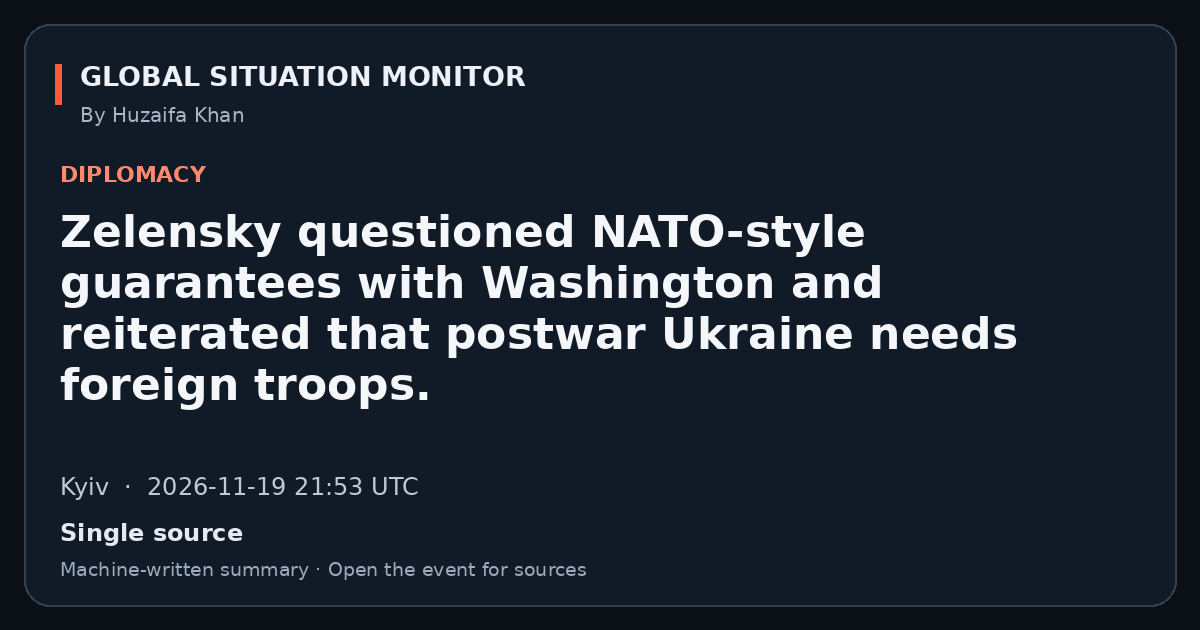 GLOBAL SITUATION MONITOR
By Huzaifa Khan
DIPLOMACY
Zelensky questioned NATO-style
guarantees with Washington and
reiterated that postwar Ukraine needs
foreign troops.
Kyiv · 2026-11-19 21:53 UTC
Single source
Machine-written summary · Open the event for sources